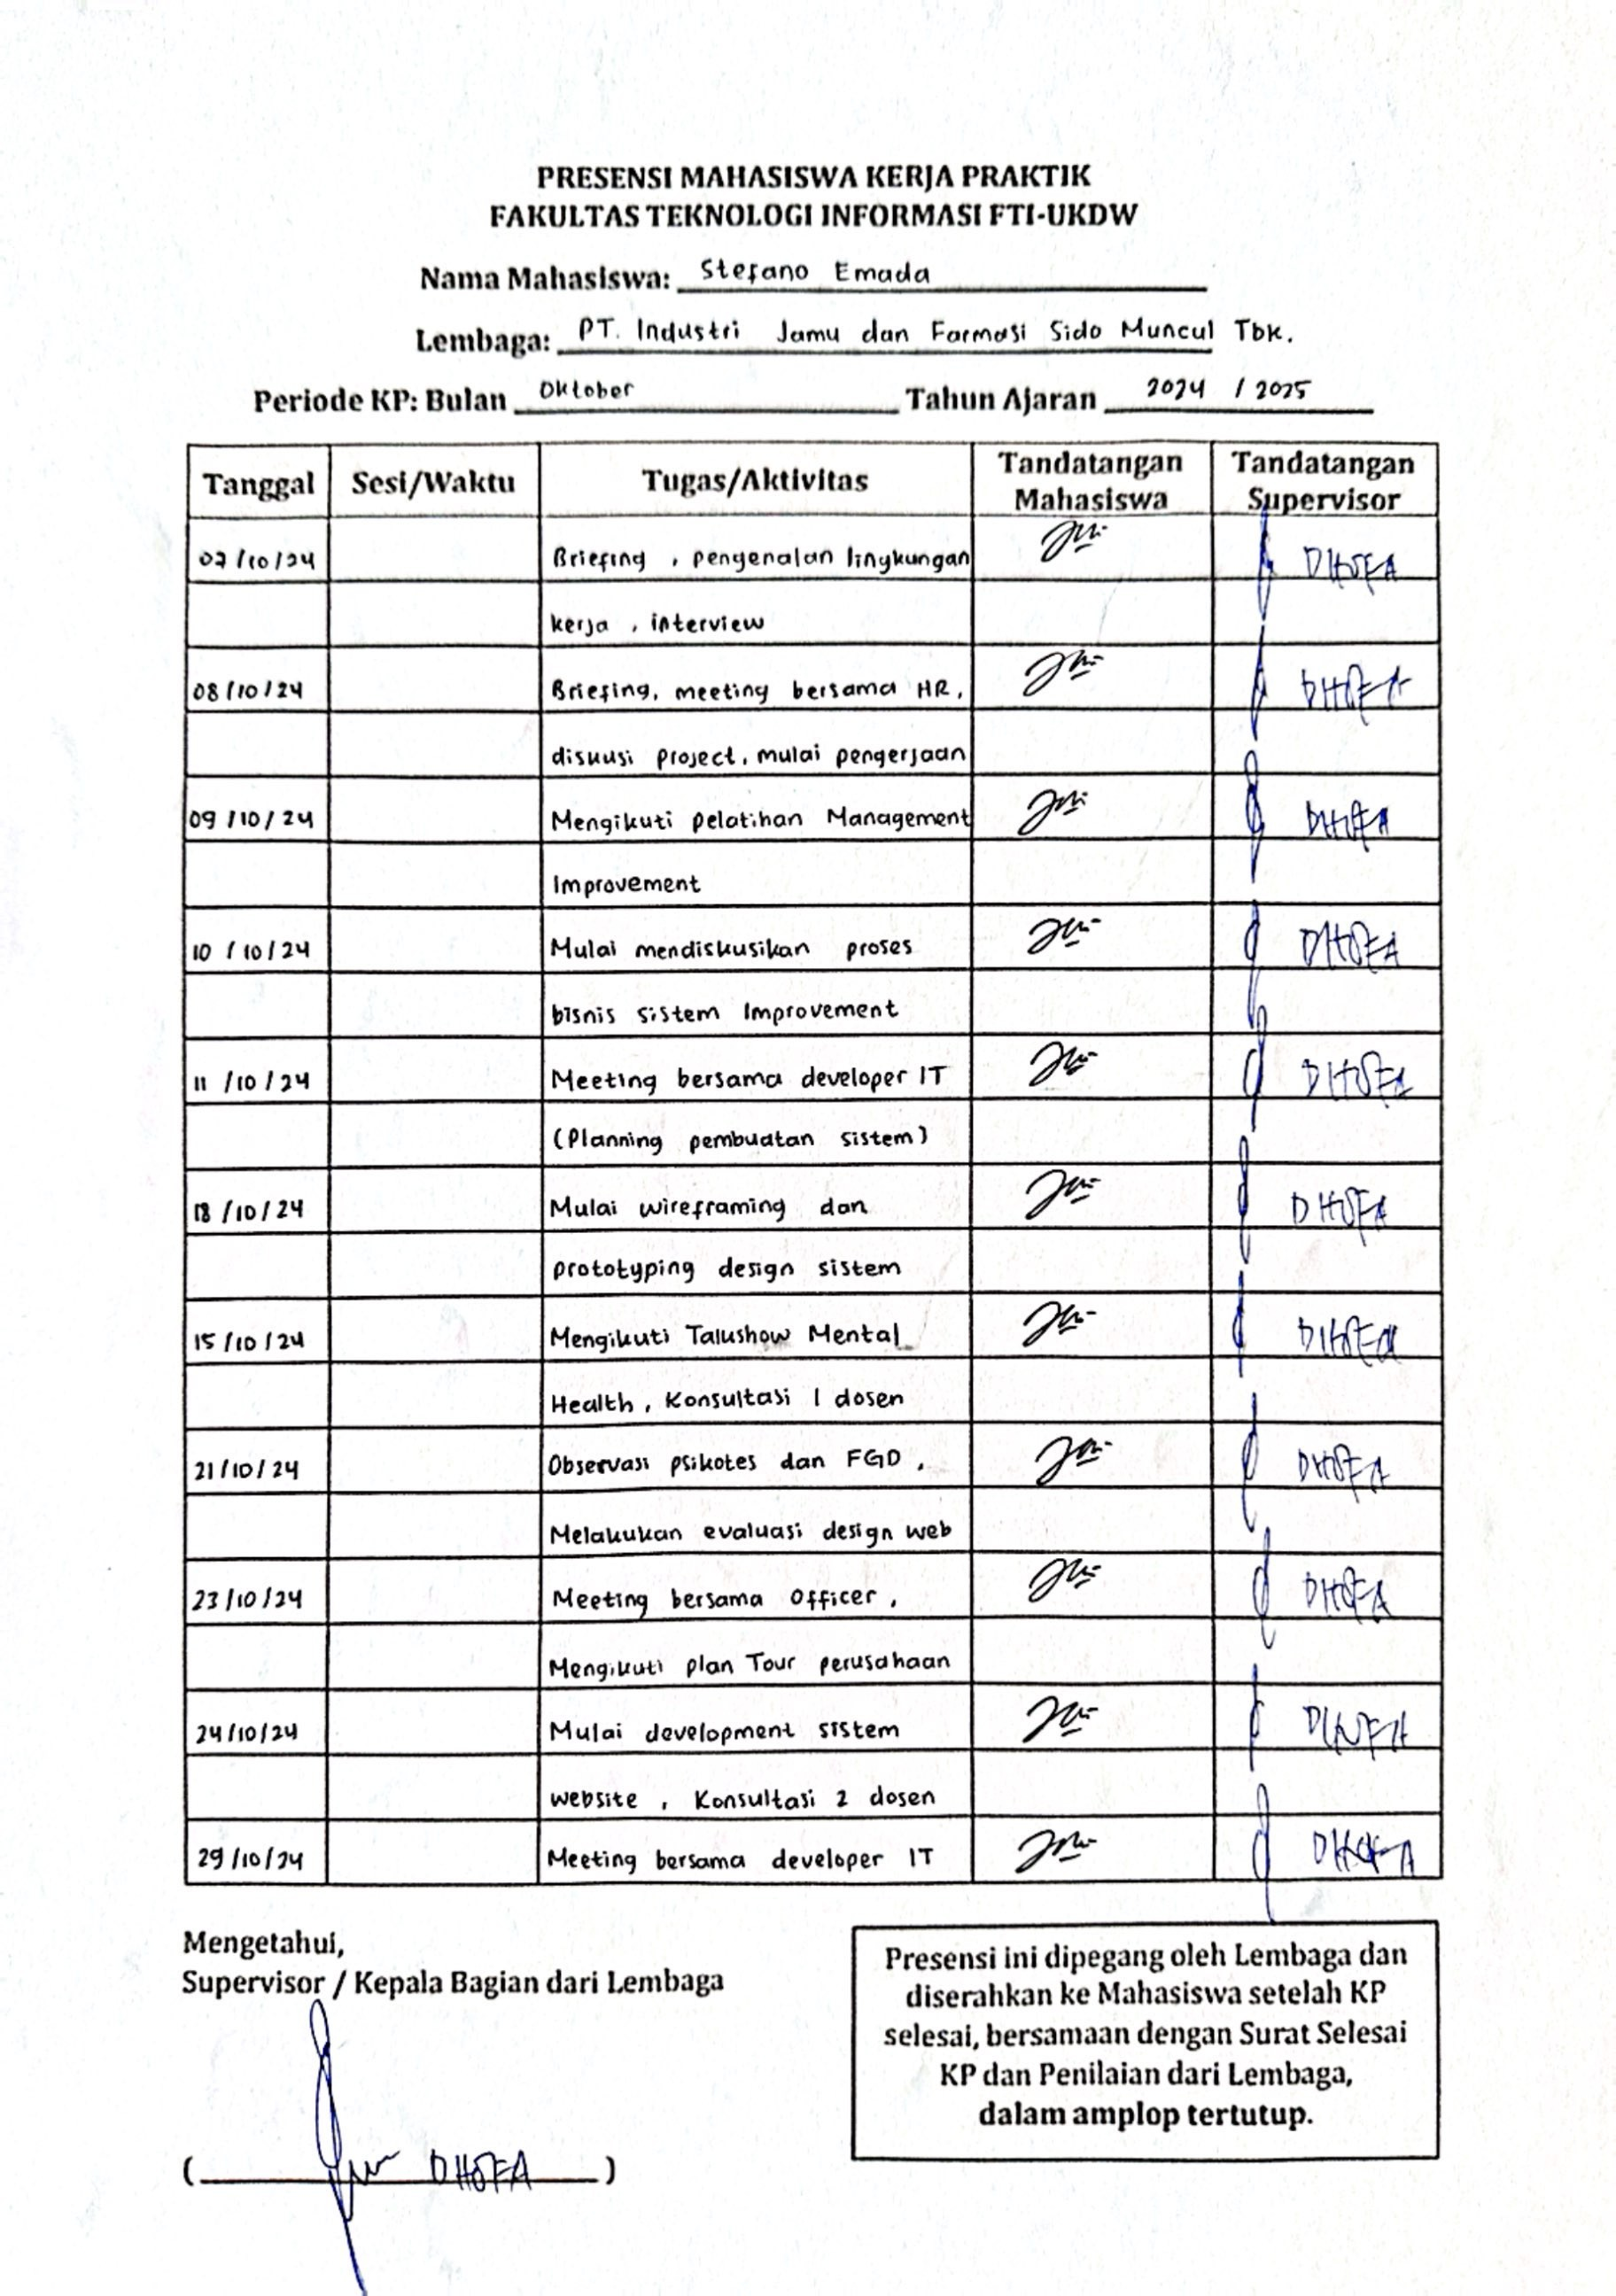 PRESENSI MAHASISWA KERJA PRAKTIK
FAKULTAS TEKNOLOGI INFORMASI FTI-UKDW
Nama Mahasiswa: Stefano Emada
Lembaga: PT. Industri Jamu dan Farmasi Sido Muncul Tbk.
Periode KP: Bulan Oktober Tahun Ajaran 2024 / 2025
Tanggal Sesi/Waktu Tugas/Aktivitas Tandatangan Mahasiswa Tandatangan Supervisor
07/10/24 Briefing , pengenalan lingkungan DHOFA
kerja , interview
08/10/24 Briefing, meeting bersama HR, DHOFA
diskusi project, mulai pengerjaan
09/10/24 Mengikuti pelatihan Management DHOFA
Improvement
10/10/24 Mulai mendiskusikan proses DHOFA
bisnis sistem Improvement
11/10/24 Meeting bersama developer IT DHOFA
(Planning pembuatan sistem)
18/10/24 Mulai wireframing dan DHOFA
prototyping design sistem
15/10/24 Mengikuti Talkshow Mental DHOFA
Health, Konsultasi 1 dosen
21/10/24 Observasi psikotes dan FGD, DHOFA
Melakukan evaluasi design web
23/10/24 Meeting bersama Officer, DHOFA
Mengikuti plan Tour perusahaan
24/10/24 Mulai development sistem DHOFA
website , Konsultasi 2 dosen
29/10/24 Meeting bersama developer IT DHOFA
Mengetahui,
Supervisor / Kepala Bagian dari Lembaga
( DHOFA )
Presensi ini dipegang oleh Lembaga dan
diserahkan ke Mahasiswa setelah KP
selesai, bersamaan dengan Surat Selesai
KP dan Penilaian dari Lembaga,
dalam amplop tertutup.